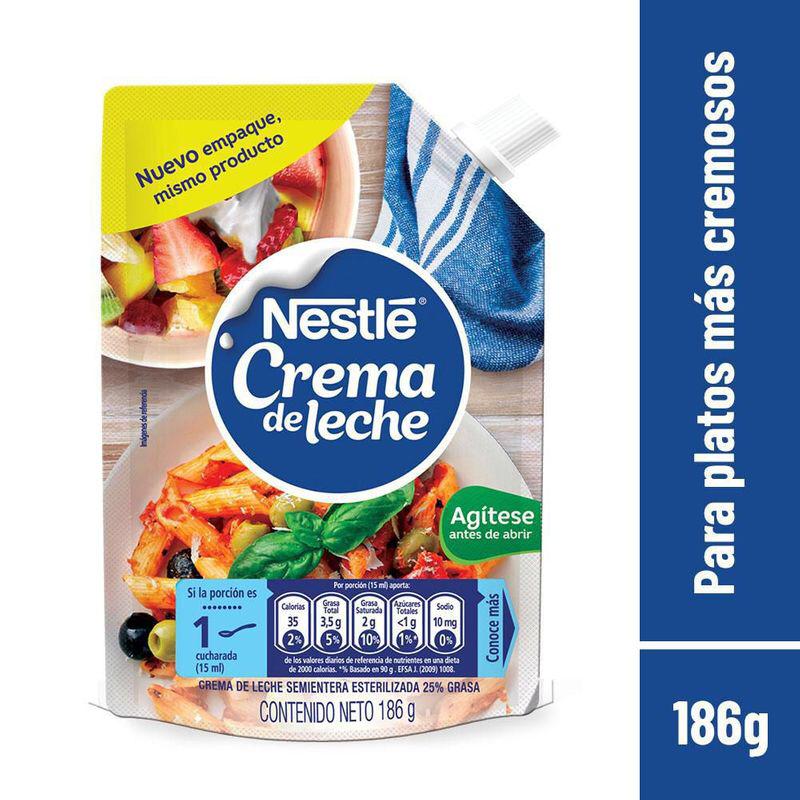 Nuevo empaque,
mismo producto
Nestlé®
Crema
de leche
Imágenes de referencia
Agítese
antes de abrir
Si la porción es
1
cucharada
(15 ml)
Por porción (15 ml) aporta:
Calorías
35
2%
Grasa
Total
3,5 g
5%
Grasa
Saturada
2 g
10%
Azúcares
Totales
<1 g
1%*
Sodio
10 mg
0%
Conoce más
de los valores diarios de referencia de nutrientes en una dieta
de 2000 calorías. *% Basado en 90 g. EFSA J. (2009) 1008.
CREMA DE LECHE SEMIENTERA ESTERILIZADA 25% GRASA
CONTENIDO NETO 186 g
Para platos más cremosos
186g